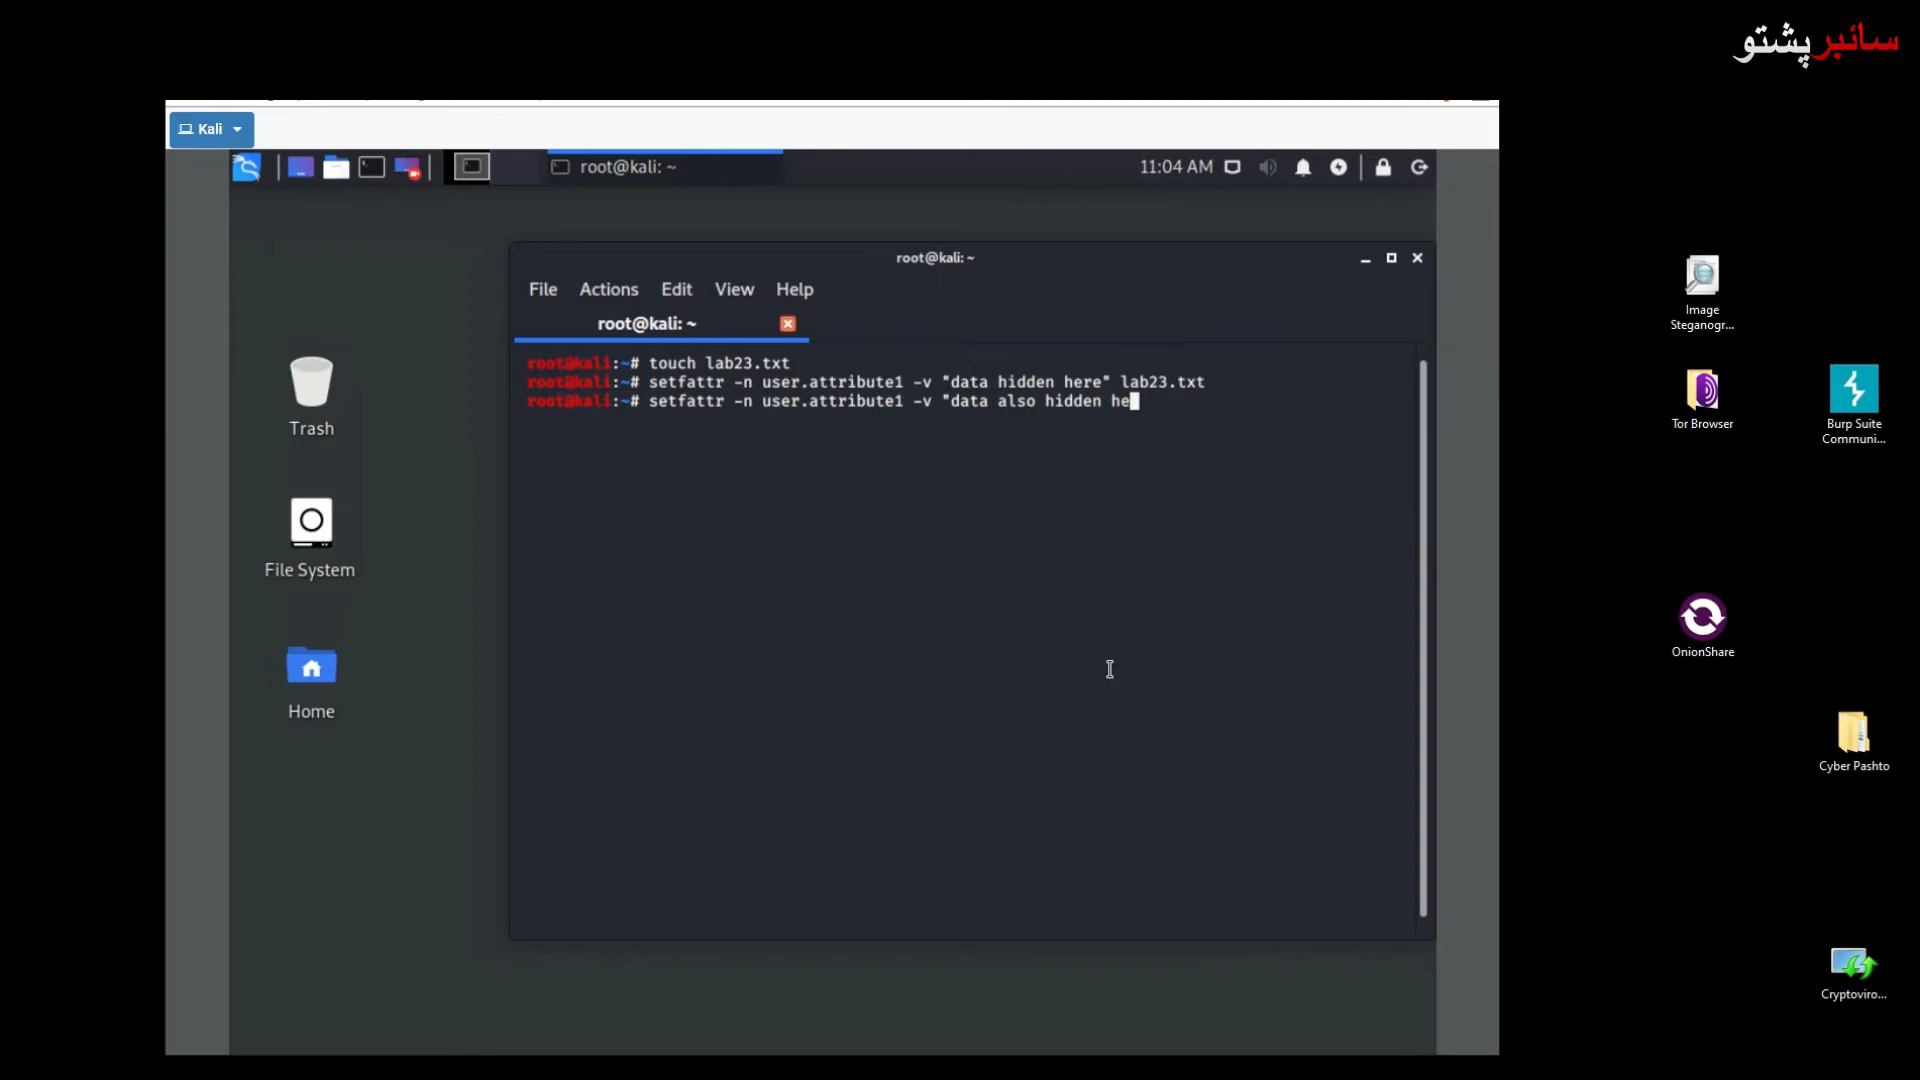 سائبر پشتو
Kali
root@kali: ~
11:04 AM
root@kali: ~
File Actions Edit View Help
root@kali: ~
root@kali:~# touch lab23.txt
root@kali:~# setfattr -n user.attribute1 -v "data hidden here" lab23.txt
root@kali:~# setfattr -n user.attribute1 -v "data also hidden he
Trash
File System
Home
Image
Steganogr...
Tor Browser
Burp Suite
Communi...
OnionShare
Cyber Pashto
Cryptoviro...